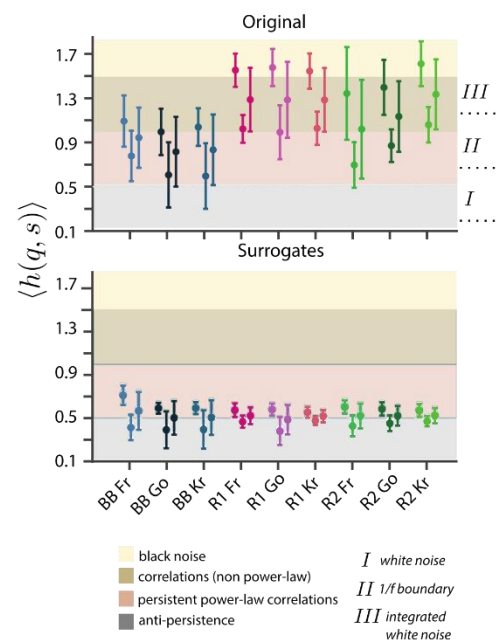 Original
1.7
1.3
0.9
0.5
0.1
III
II
I
⟨h(q, s)⟩
Surrogates
1.7
1.3
0.9
0.5
0.1
BB Fr
BB Go
BB Kr
R1 Fr
R1 Go
R1 Kr
R2 Fr
R2 Go
R2 Kr
black noise
correlations (non power-law)
persistent power-law correlations
anti-persistence
I white noise
II 1/f boundary
III integrated
white noise